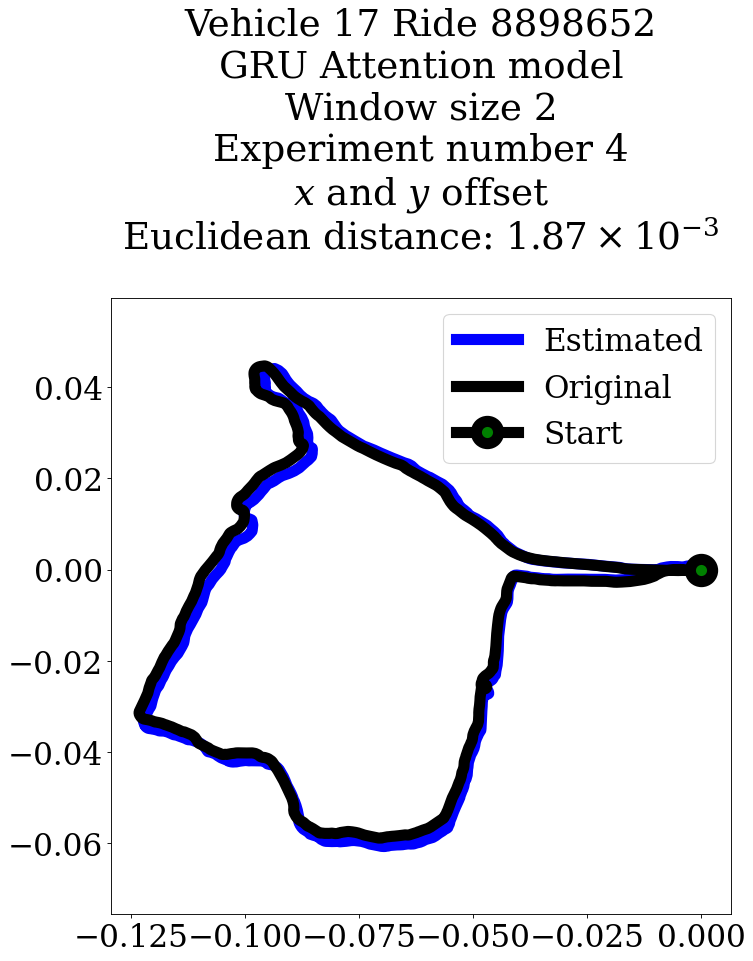 Vehicle 17 Ride 8898652
GRU Attention model
Window size 2
Experiment number 4
x and y offset
Euclidean distance: 1.87 × 10⁻³
Estimated
Original
Start
0.04
0.02
0.00
−0.02
−0.04
−0.06
−0.125 −0.100 −0.075 −0.050 −0.025 0.000